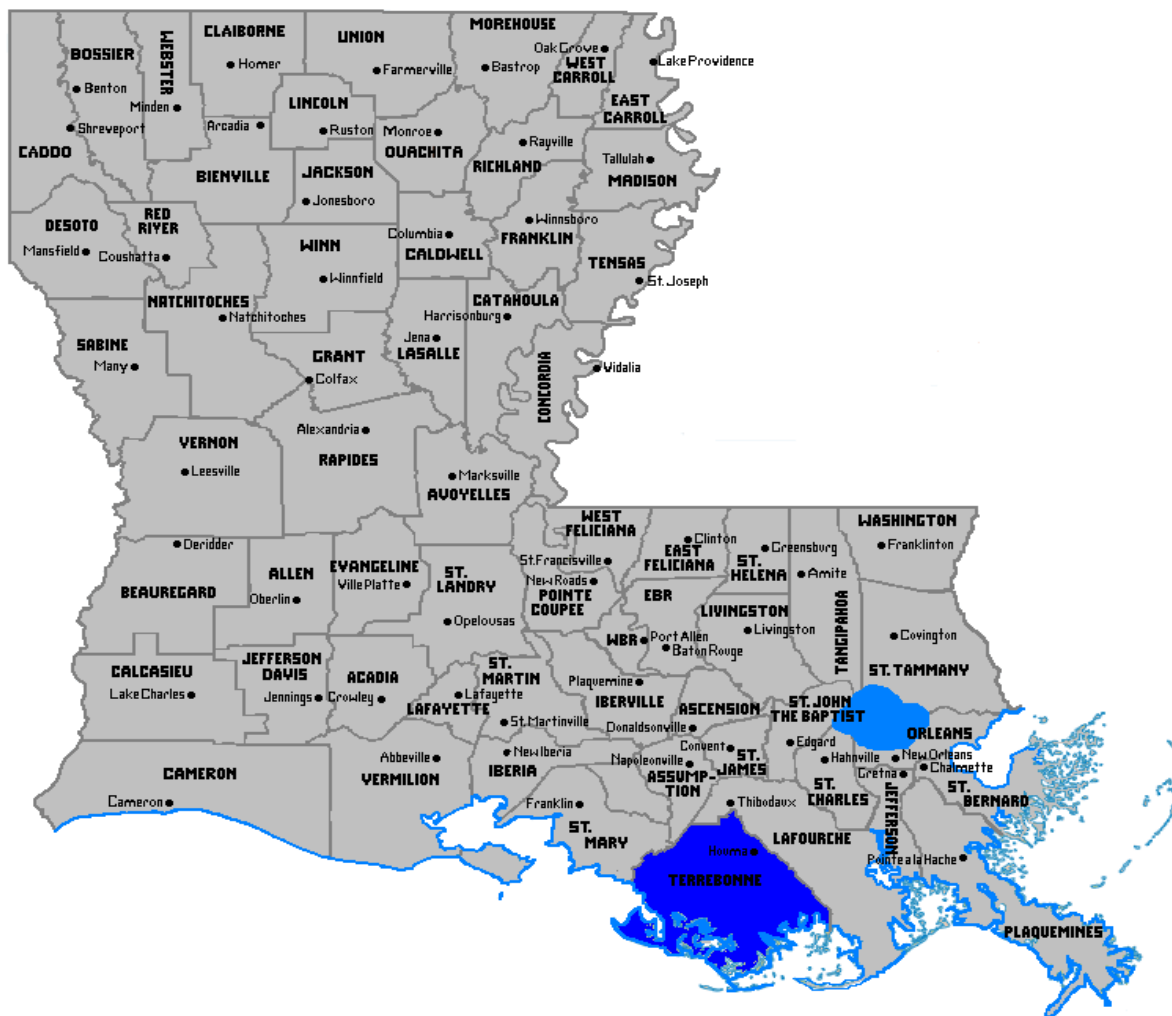 MOREHOUSE
CLAIBORNE
UNION
BOSSIER
WEBSTER
Oak Grove
WEST
CARROLL
Homer
Farmerville
Bastrop
Lake Providence
Benton
Minden
LINCOLN
EAST
CARROLL
Shreveport
Arcadia
Ruston
Monroe
Rayville
CADDO
OUACHITA
RICHLAND
Tallulah
BIENVILLE
JACKSON
MADISON
Jonesboro
RED
RIVER
DESOTO
Winnsboro
WINN
Columbia
FRANKLIN
Mansfield
Coushatta
CALDWELL
TENSAS
Winnfield
St. Joseph
NATCHITOCHES
CATAHOULA
Natchitoches
Harrisonburg
SABINE
Jena
GRANT
LASALLE
Many
CONCORDIA
Vidalia
Colfax
Alexandria
VERNON
RAPIDES
Leesville
Marksville
AVOYELLES
WEST
FELICIANA
WASHINGTON
Deridder
Clinton
Greensburg
Franklinton
EAST
FELICIANA
ST.
HELENA
ALLEN
EVANGELINE
ST.
LANDRY
St. Francisville
Amite
BEAUREGARD
Ville Platte
New Roads
POINTE
COUPEE
EBR
Oberlin
LIVINGSTON
TANGIPAHOA
Opelousas
WBR
Port Allen
Livingston
Covington
Baton Rouge
CALCASIEU
JEFFERSON
DAVIS
ACADIA
ST.
MARTIN
ST. TAMMANY
Lake Charles
Jennings
Crowley
Lafayette
LAFAYETTE
Plaquemine
IBERVILLE
ASCENSION
ST. JOHN
THE BAPTIST
St. Martinville
Donaldsonville
ORLEANS
Abbeville
New Iberia
Convent
Edgard
New Orleans
CAMERON
VERMILION
IBERIA
Napoleonville
ST.
JAMES
Hahnville
Chalmette
ASSUMP-
TION
Gretna
ST.
CHARLES
JEFFERSON
ST.
BERNARD
Cameron
Franklin
Thibodaux
ST.
MARY
LAFOURCHE
Houma
Pointe a la Hache
TERREBONNE
PLAQUEMINES